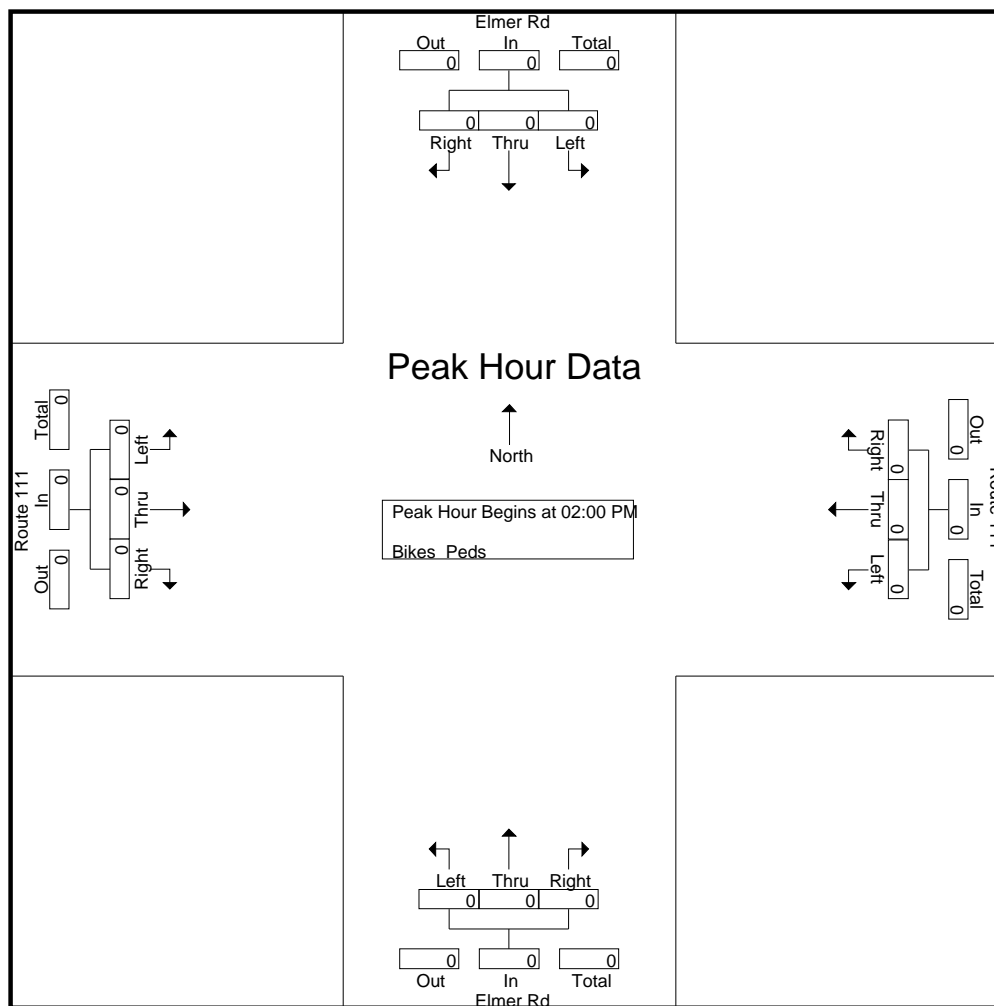 Elmer Rd
Out In Total
0 0 0
0 0 0
Right Thru Left
Peak Hour Data
North
Peak Hour Begins at 02:00 PM
Bikes Peds
Route 111
Total In Out
0 0 0
0 0 0
Left Thru Right
Right Thru Left
0 0 0
0 0 0
Out In Total
Left Thru Right
0 0 0
0 0 0
Out In Total
Elmer Rd